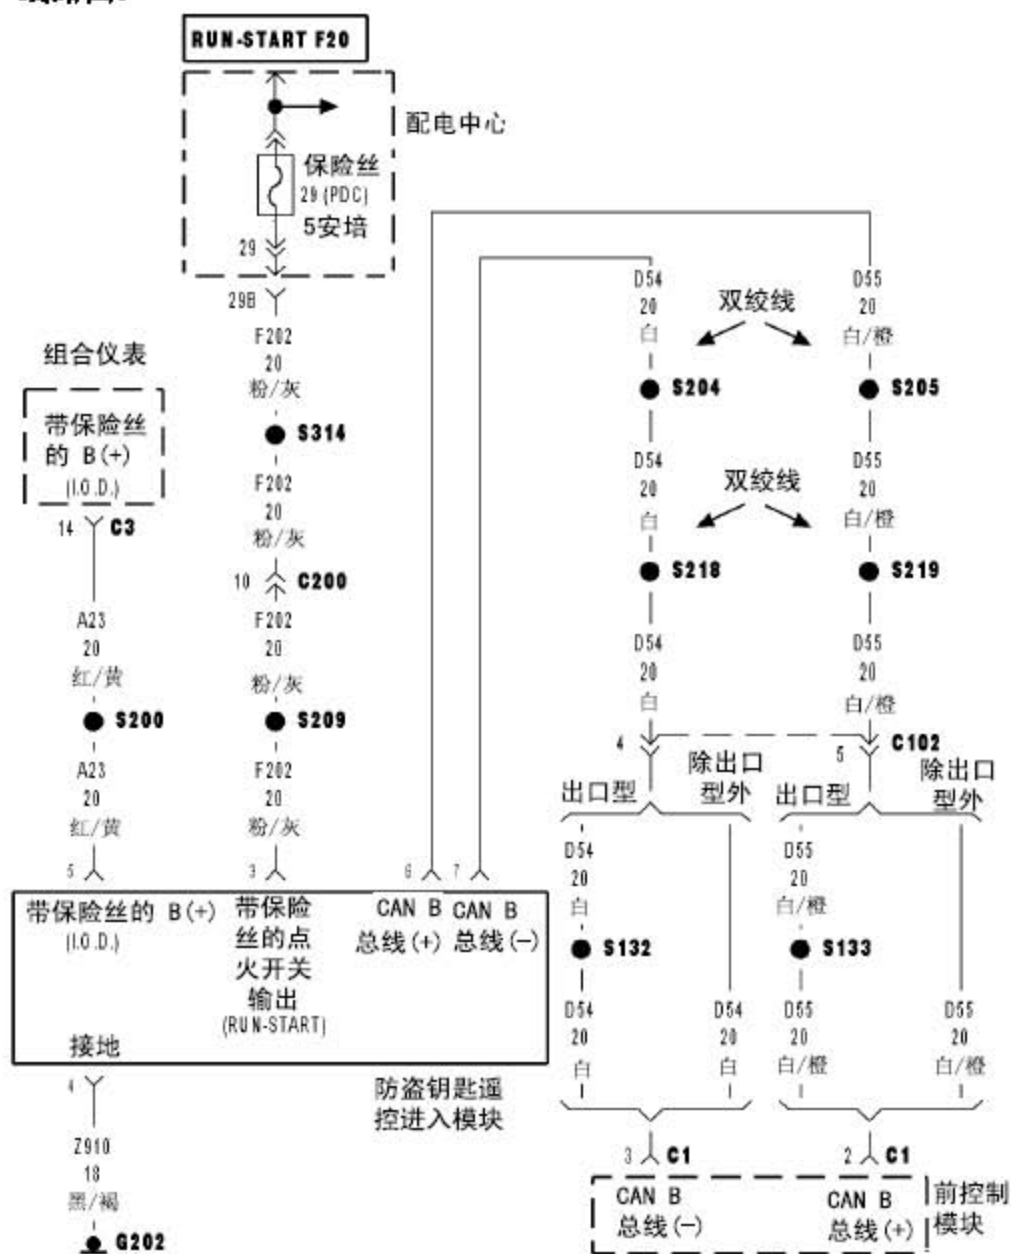 RUN-START F20
配电中心
保险丝
29 (PDC)
5安培
29
29B
F202
20
粉/灰
S314
F202
20
粉/灰
10
C200
F202
20
粉/灰
S209
F202
20
粉/灰
3
组合仪表
带保险丝
的 B(+)
(I.O.D.)
14
C3
A23
20
红/黄
S200
A23
20
红/黄
5
D54
20
白
双绞线
D55
20
白/橙
S204
S205
D54
20
白
双绞线
D55
20
白/橙
S218
S219
D54
20
白
D55
20
白/橙
4
5
C102
出口型
除出口
型外
出口型
除出口
型外
D54
20
白
D55
20
白/橙
S132
S133
D54
20
白
D54
20
白
D55
20
白/橙
D55
20
白/橙
3
C1
2
C1
CAN B
总线(-)
CAN B
总线(+)
前控制
模块
6
7
带保险丝的 B(+)
(I.O.D.)
带保险
丝的点
火开关
输出
(RUN-START)
CAN B
总线(+)
CAN B
总线(-)
接地
防盗钥匙遥
控进入模块
4
Z910
18
黑/褐
G202